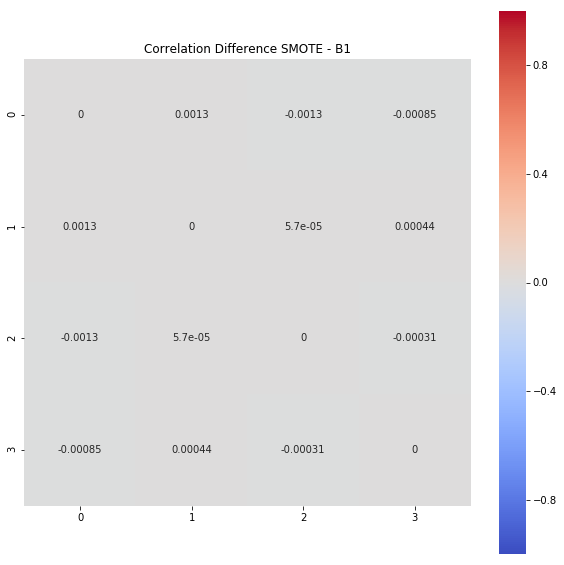 Correlation Difference SMOTE - B1
0 0 0.0013 -0.0013 -0.00085
1 0.0013 0 5.7e-05 0.00044
2 -0.0013 5.7e-05 0 -0.00031
3 -0.00085 0.00044 -0.00031 0
0 1 2 3
0.8
0.4
0.0
−0.4
−0.8